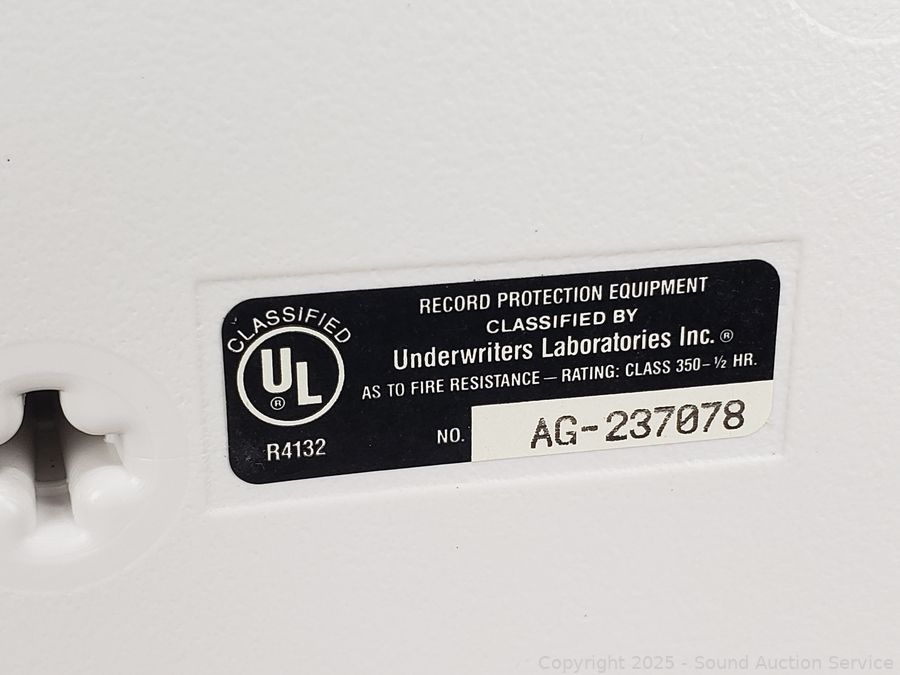 CLASSIFIED
UL
®
R4132
RECORD PROTECTION EQUIPMENT
CLASSIFIED BY
Underwriters Laboratories Inc. ®
AS TO FIRE RESISTANCE — RATING: CLASS 350-½ HR.
NO. AG-237078
Copyright 2025 - Sound Auction Service